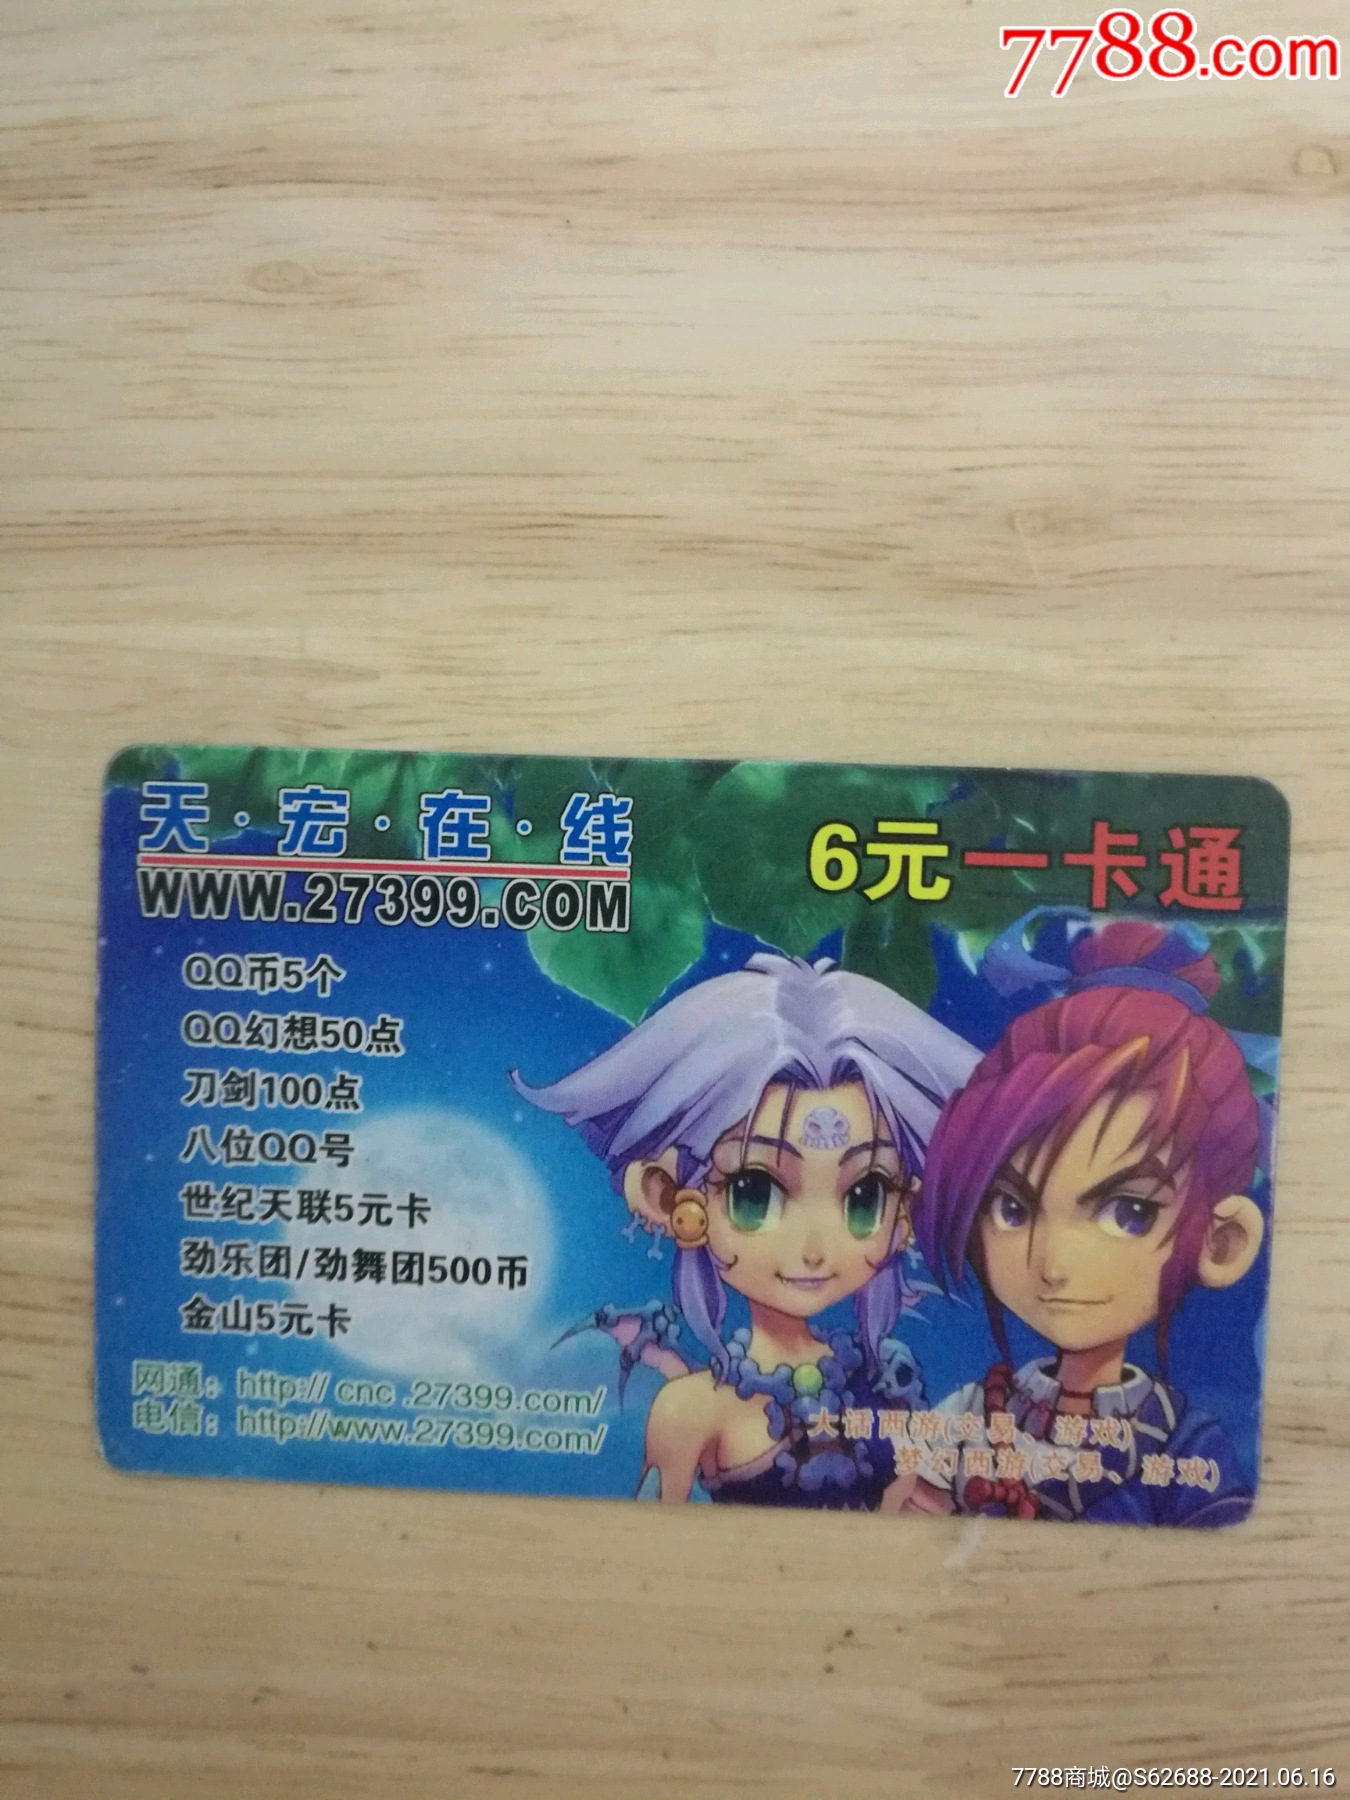 7788.com
天·宏·在·线
WWW.27399.COM
6元一卡通
QQ币5个
QQ幻想50点
刀剑100点
八位QQ号
世纪天联5元卡
劲乐团/劲舞团500币
金山5元卡
网通：http:// cnc .27399.com/
电信：http://www.27399.com/
大话西游(交易、游戏)
梦幻西游(交易、游戏)
7788商城@S62688-2021.06.16